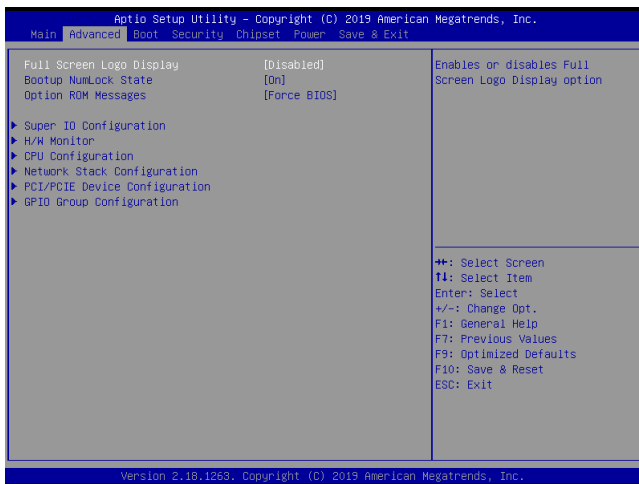 Aptio Setup Utility – Copyright (C) 2019 American Megatrends, Inc.
Main Advanced Boot Security Chipset Power Save & Exit
Full Screen Logo Display [Disabled]
Bootup NumLock State [On]
Option ROM Messages [Force BIOS]
▶ Super IO Configuration
▶ H/W Monitor
▶ CPU Configuration
▶ Network Stack Configuration
▶ PCI/PCIE Device Configuration
▶ GPIO Group Configuration
Enables or disables Full
Screen Logo Display option
→←: Select Screen
↑↓: Select Item
Enter: Select
+/-: Change Opt.
F1: General Help
F7: Previous Values
F9: Optimized Defaults
F10: Save & Reset
ESC: Exit
Version 2.18.1263. Copyright (C) 2019 American Megatrends, Inc.